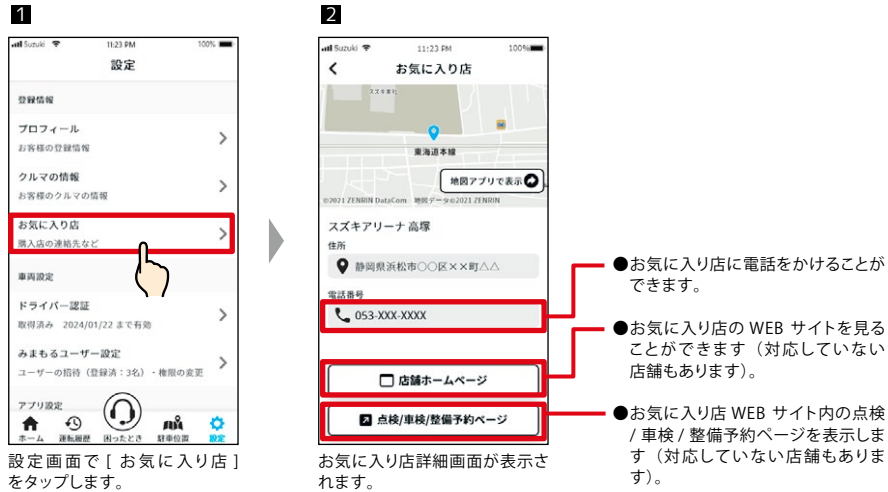 1
Suzuki 11:23 PM 100%
設定
登録情報
プロフィール
お客様の登録情報
クルマの情報
お客様のクルマの情報
お気に入り店
購入店の連絡先など
車両設定
ドライバー認証
取得済み 2024/01/22 まで有効
みまもるユーザー設定
ユーザーの招待(登録済:3名)・権限の変更
アプリ設定
ホーム 運転履歴 困ったとき 駐車位置 設定
設定画面で [ お気に入り店 ]
をタップします。
2
Suzuki 11:23 PM 100%
お気に入り店
スズキ本社
東海道本線
地図アプリで表示
©2021 ZENRIN DataCom 地図データ©2021 ZENRIN
スズキアリーナ 高塚
住所
静岡県浜松市○○区××町△△
電話番号
053-XXX-XXXX
店舗ホームページ
点検/車検/整備予約ページ
お気に入り店詳細画面が表示さ
れます。
●お気に入り店に電話をかけることが
できます。
●お気に入り店の WEB サイトを見る
ことができます(対応していない
店舗もあります)。
●お気に入り店 WEB サイト内の点検
/ 車検 / 整備予約ページを表示しま
す(対応していない店舗もありま
す)。